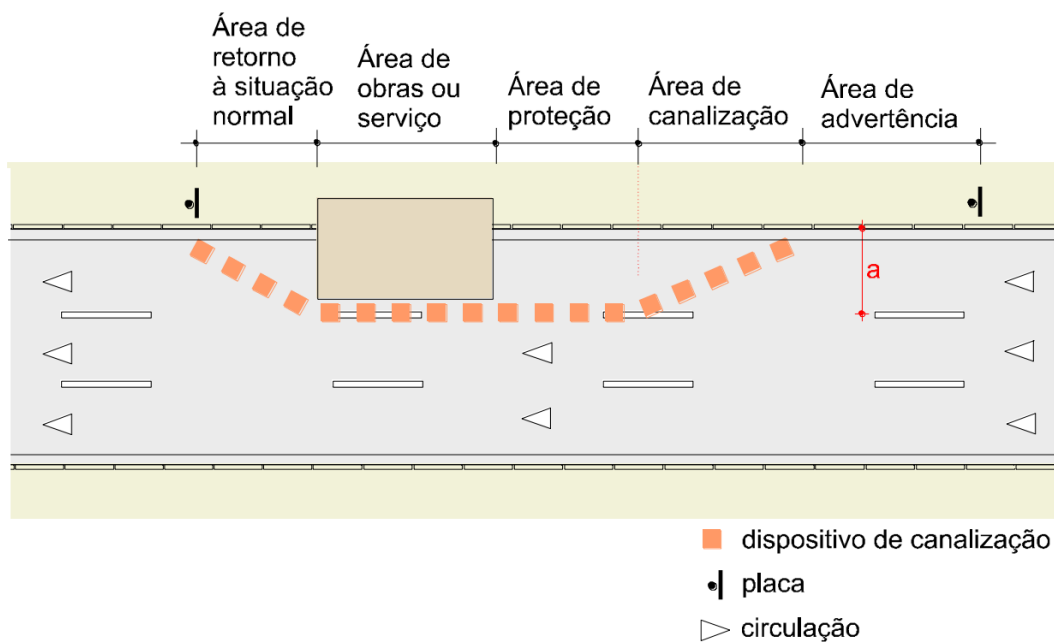 Área de
retorno
à situação
normal
Área de
obras ou
serviço
Área de
proteção
Área de
canalização
Área de
advertência
a
dispositivo de canalização
placa
circulação